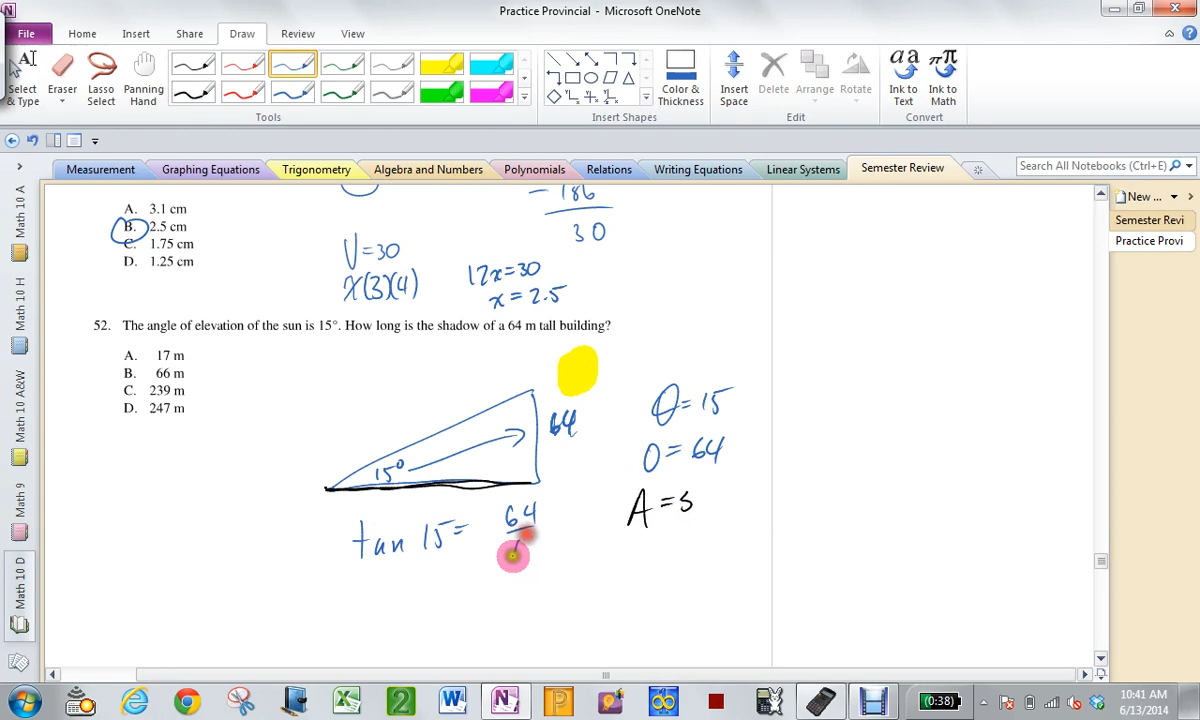 Practice Provincial - Microsoft OneNote
File Home Insert Share Draw Review View
Select & Type
Eraser
Lasso Select
Panning Hand
Color & Thickness
Insert Space
Delete
Arrange
Rotate
Ink to Text
Ink to Math
Tools
Insert Shapes
Edit
Convert
Measurement Graphing Equations Trigonometry Algebra and Numbers Polynomials Relations Writing Equations Linear Systems Semester Review
Search All Notebooks (Ctrl+E)
New ...
Semester Revi
Practice Provi
Math 10 A
Math 10 H
Math 10 A&W
Math 9
Math 10 D
- 186
30
A. 3.1 cm
B. 2.5 cm
C. 1.75 cm
D. 1.25 cm
V=30
x(3)(4)
12x=30
x = 2.5
52. The angle of elevation of the sun is 15°. How long is the shadow of a 64 m tall building?
A. 17 m
B. 66 m
C. 239 m
D. 247 m
64
15°
θ= 15
O = 64
A = s
tan 15 = 64
(0:38)
10:41 AM
6/13/2014